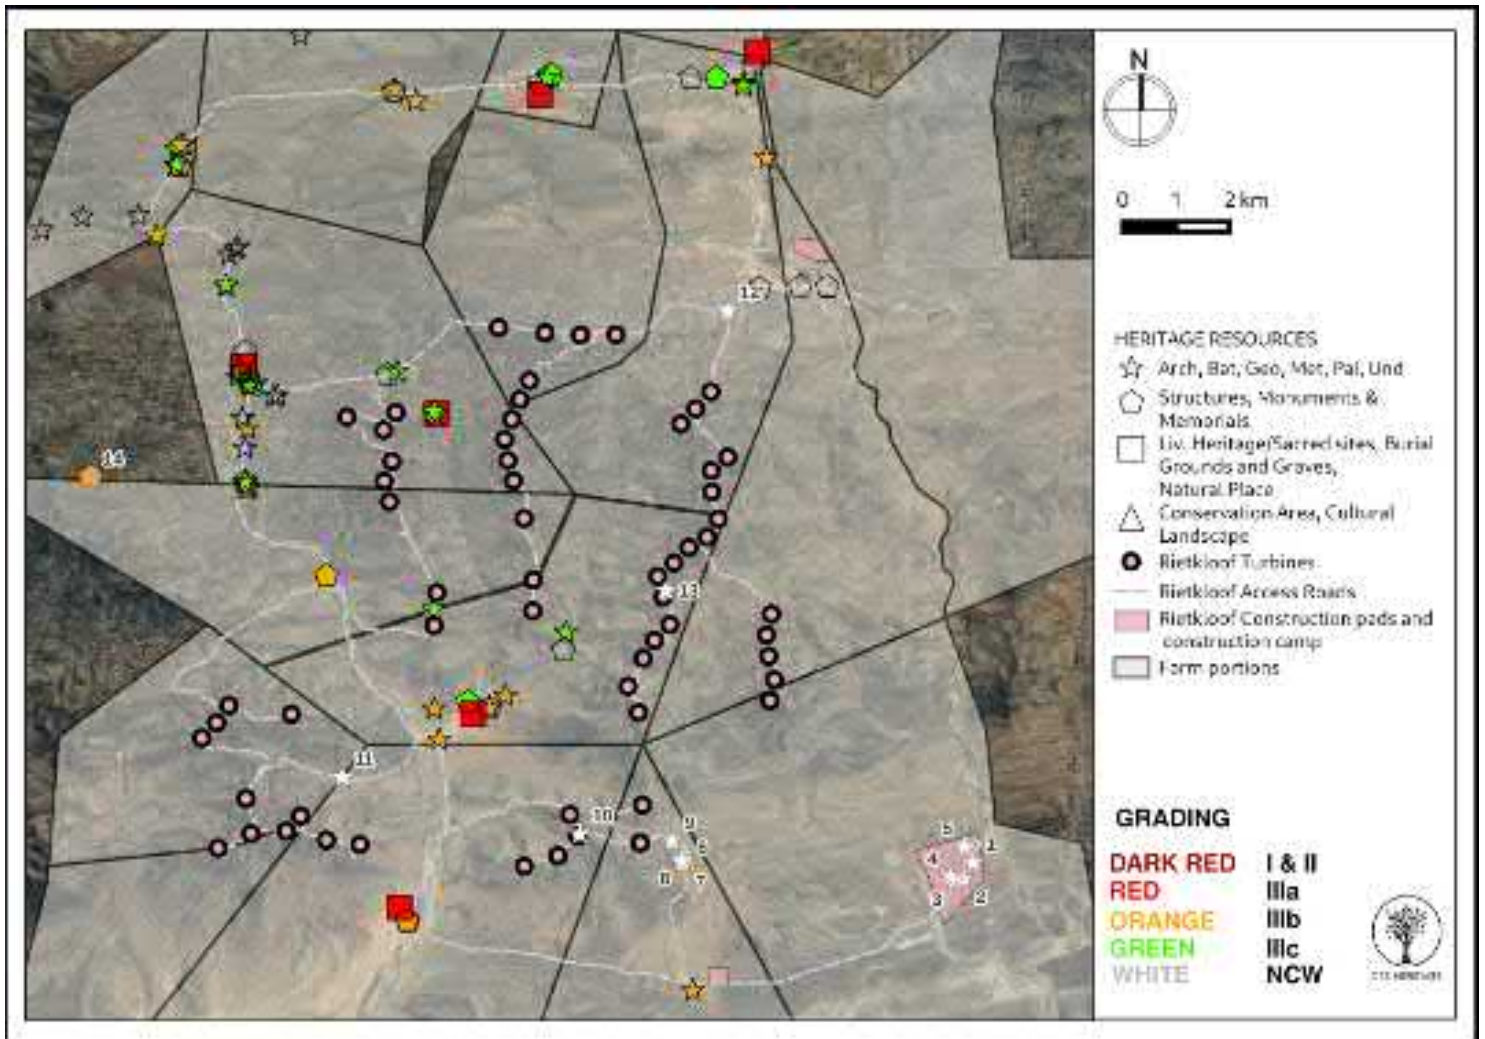 N
0 1 2 km
HERITAGE RESOURCES
Arch, Bat, Geo, Met, Pal, Und
Structures, Monuments &
Memorials
Liv. Heritage/Sacred sites, Burial
Grounds and Graves,
Natural Place
Conservation Area, Cultural
Landscape
Rietkloof Turbines
Rietkloof Access Roads
Rietkloof Construction pads and
construction camp
Farm portions
GRADING
DARK RED I & II
RED IIIa
ORANGE IIIb
GREEN IIIc
WHITE NCW
CTS HERITAGE
12
14
13
11
10
9
8
7
5
1
4
3
2